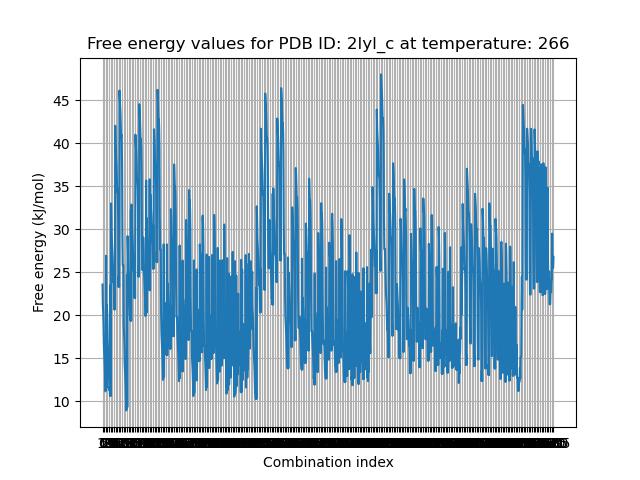 Free energy values for PDB ID: 2lyl_c at temperature: 266
45
40
35
30
25
20
15
10
Free energy (kJ/mol)
Combination index